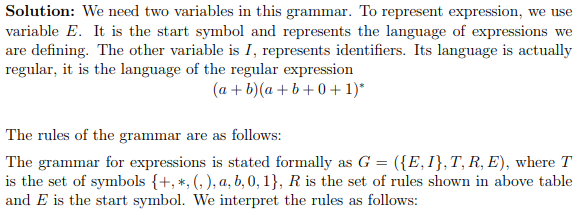 Solution: We need two variables in this grammar. To represent expression, we use
variable E. It is the start symbol and represents the language of expressions we
are defining. The other variable is I, represents identifiers. Its language is actually
regular, it is the language of the regular expression
(a + b)(a + b + 0 + 1)*
The rules of the grammar are as follows:
The grammar for expressions is stated formally as G = ({E, I}, T, R, E), where T
is the set of symbols {+, *, (, ), a, b, 0, 1}, R is the set of rules shown in above table
and E is the start symbol. We interpret the rules as follows: